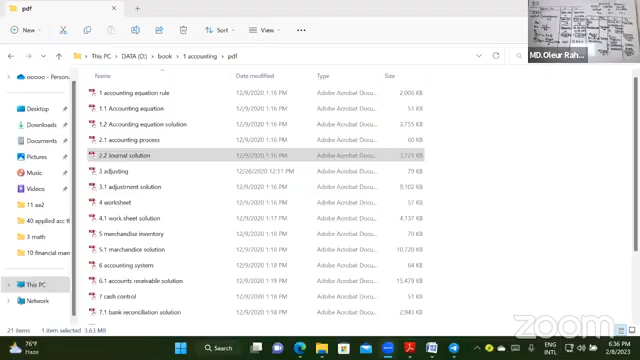 pdf
New
Sort
View
This PC > DATA (D:) > book > 1 accounting > pdf
MD.Oleur Rah...
Name Date modified Type Size
1 accounting equation rule 12/9/2020 1:16 PM Adobe Acrobat Docu... 2,006 KB
1.1 Accounting equation 12/9/2020 1:16 PM Adobe Acrobat Docu... 51 KB
1.2 Accounting equation solution 12/9/2020 1:16 PM Adobe Acrobat Docu... 3,755 KB
2.1 accounting process 12/9/2020 1:16 PM Adobe Acrobat Docu... 60 KB
2.2 Journal solution 12/9/2020 1:16 PM Adobe Acrobat Docu... 3,723 KB
3 adjusting 12/26/2020 12:11 PM Adobe Acrobat Docu... 59 KB
3.1 adjustment solution 12/9/2020 1:16 PM Adobe Acrobat Docu... 9,102 KB
4 worksheet 12/9/2020 1:16 PM Adobe Acrobat Docu... 57 KB
4.1 work sheet solution 12/9/2020 1:17 PM Adobe Acrobat Docu... 4,137 KB
5 merchandise inventory 12/9/2020 1:18 PM Adobe Acrobat Docu... 70 KB
5.1 marchandice solution 12/9/2020 1:18 PM Adobe Acrobat Docu... 10,720 KB
6 accounting system 12/9/2020 1:18 PM Adobe Acrobat Docu... 64 KB
6.1 accounts receivable solution 12/9/2020 1:19 PM Adobe Acrobat Docu... 15,479 KB
7 cash control 12/9/2020 1:18 PM Adobe Acrobat Docu... 51 KB
7.1 bank reconciliation solution 12/9/2020 1:18 PM Adobe Acrobat Docu... 2,943 KB
- Persona
Desktop
Downloads
Documents
Pictures
Music
Videos
11 aa2
40 applied acc t
3 math
10 financial man
This PC
Network
21 items 1 item selected 3.63 MB
zoom
76°F
Haze
Search
ENG
INTL
6:36 PM
2/8/20